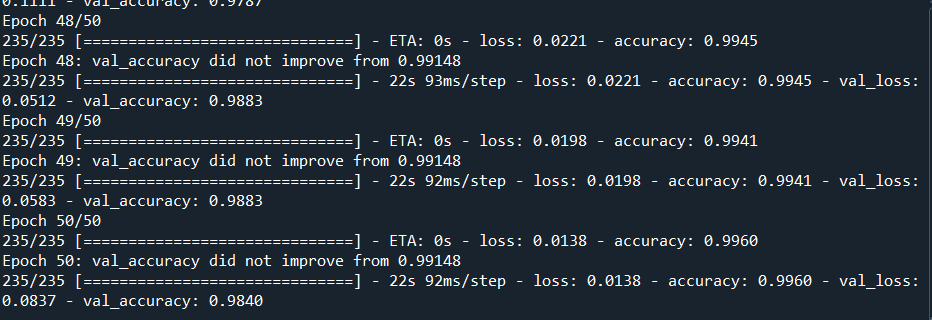 0.1111 - val_accuracy: 0.9787
Epoch 48/50
235/235 [==============================] - ETA: 0s - loss: 0.0221 - accuracy: 0.9945
Epoch 48: val_accuracy did not improve from 0.99148
235/235 [==============================] - 22s 93ms/step - loss: 0.0221 - accuracy: 0.9945 - val_loss:
0.0512 - val_accuracy: 0.9883
Epoch 49/50
235/235 [==============================] - ETA: 0s - loss: 0.0198 - accuracy: 0.9941
Epoch 49: val_accuracy did not improve from 0.99148
235/235 [==============================] - 22s 92ms/step - loss: 0.0198 - accuracy: 0.9941 - val_loss:
0.0583 - val_accuracy: 0.9883
Epoch 50/50
235/235 [==============================] - ETA: 0s - loss: 0.0138 - accuracy: 0.9960
Epoch 50: val_accuracy did not improve from 0.99148
235/235 [==============================] - 22s 92ms/step - loss: 0.0138 - accuracy: 0.9960 - val_loss:
0.0837 - val_accuracy: 0.9840